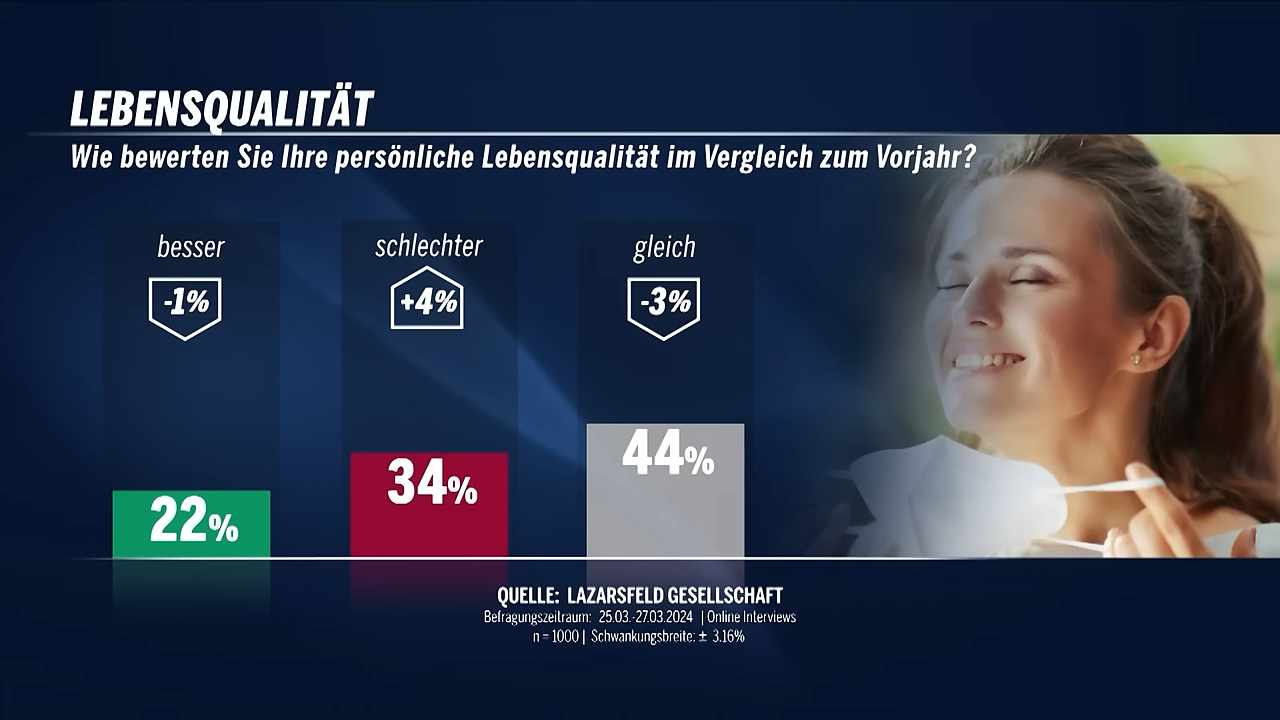 LEBENSQUALITÄT
Wie bewerten Sie Ihre persönliche Lebensqualität im Vergleich zum Vorjahr?
besser
-1%
22%
schlechter
+4%
34%
gleich
-3%
44%
QUELLE: LAZARSFELD GESELLSCHAFT
Befragungszeitraum: 25.03.-27.03.2024 | Online Interviews
n = 1000 | Schwankungsbreite: ± 3.16%